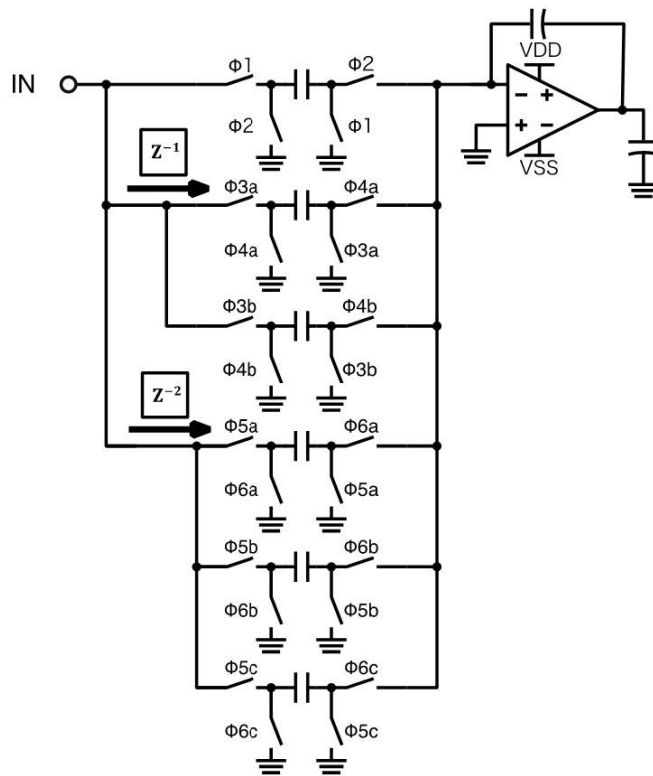 Φ1
Φ2
IN
VDD
− +
Φ2
Φ1
+ −
Z⁻¹
VSS
Φ3a
Φ4a
Φ4a
Φ3a
Φ3b
Φ4b
Φ4b
Φ3b
Z⁻²
Φ5a
Φ6a
Φ6a
Φ5a
Φ5b
Φ6b
Φ6b
Φ5b
Φ5c
Φ6c
Φ6c
Φ5c